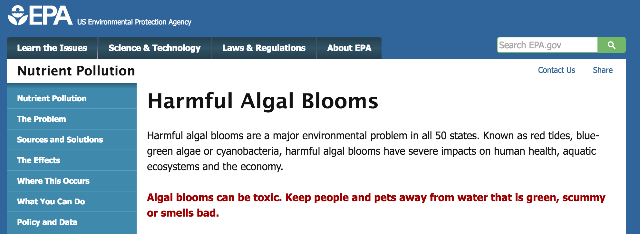 EPA US Environmental Protection Agency
Learn the Issues Science & Technology Laws & Regulations About EPA Search EPA.gov
Nutrient Pollution Contact Us Share
Nutrient Pollution
The Problem
Sources and Solutions
The Effects
Where This Occurs
What You Can Do
Policy and Data
Harmful Algal Blooms
Harmful algal blooms are a major environmental problem in all 50 states. Known as red tides, blue-
green algae or cyanobacteria, harmful algal blooms have severe impacts on human health, aquatic
ecosystems and the economy.
Algal blooms can be toxic. Keep people and pets away from water that is green, scummy
or smells bad.